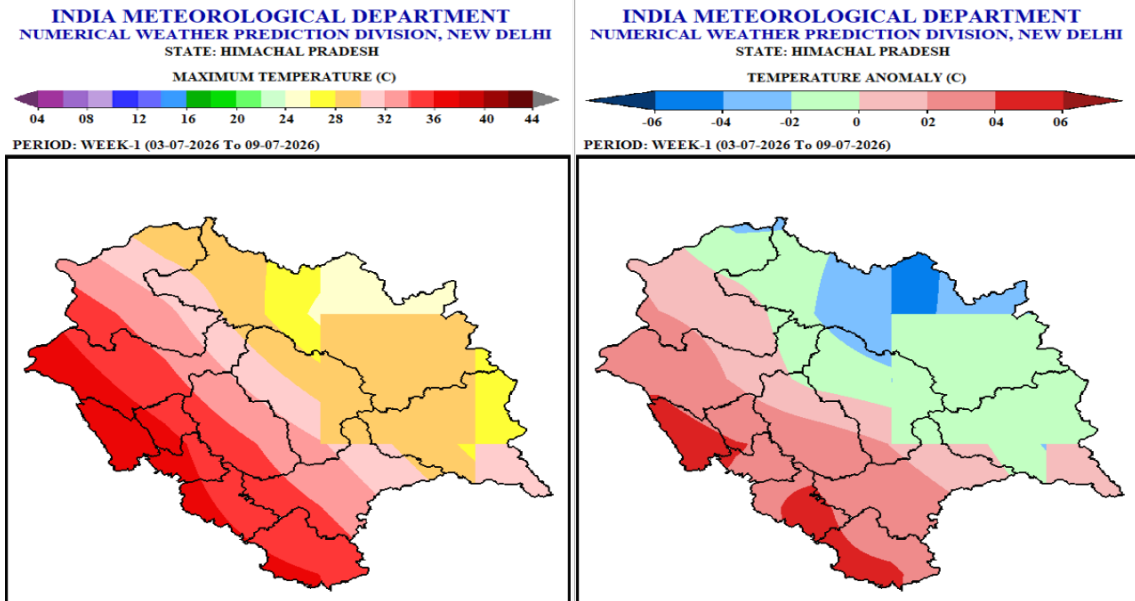 INDIA METEOROLOGICAL DEPARTMENT
NUMERICAL WEATHER PREDICTION DIVISION, NEW DELHI
STATE: HIMACHAL PRADESH
MAXIMUM TEMPERATURE (C)
04 08 12 16 20 24 28 32 36 40 44
PERIOD: WEEK-1 (03-07-2026 To 09-07-2026)
INDIA METEOROLOGICAL DEPARTMENT
NUMERICAL WEATHER PREDICTION DIVISION, NEW DELHI
STATE: HIMACHAL PRADESH
TEMPERATURE ANOMALY (C)
-06 -04 -02 0 02 04 06
PERIOD: WEEK-1 (03-07-2026 To 09-07-2026)